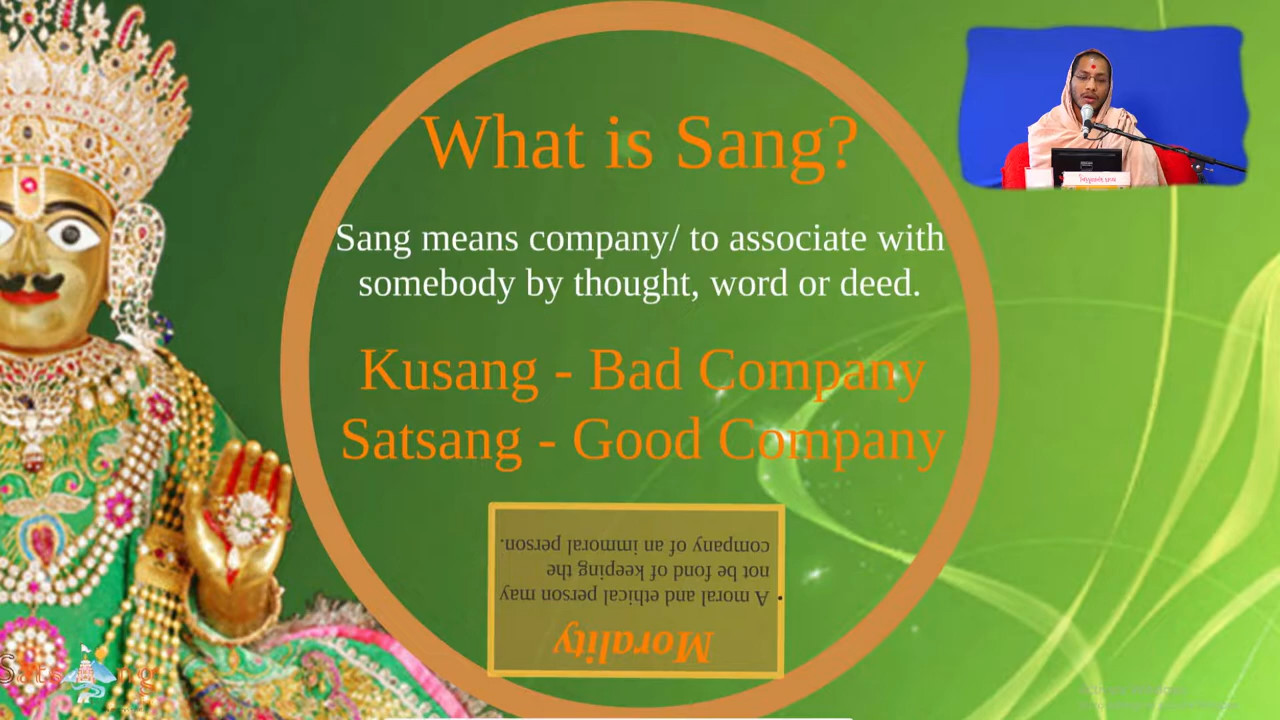 What is Sang?
Sang means company/ to associate with
somebody by thought, word or deed.
Kusang - Bad Company
Satsang - Good Company
Morality
• A moral and ethical person may
not be fond of keeping of the
company of an immoral person.